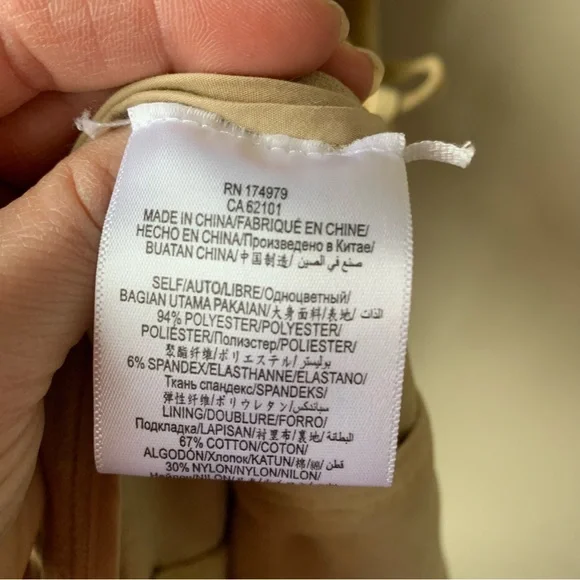 RN 174979
CA 62101
MADE IN CHINA/FABRIQUÉ EN CHINE/
HECHO EN CHINA/Произведено в Китае/
BUATAN CHINA/中国制造/صنع في الصين
SELF/AUTO/LIBRE/Одноцветный/
BAGIAN UTAMA PAKAIAN/大身面料/表地/الذات
94% POLYESTER/POLYESTER/
POLIÉSTER/Полиэстер/POLIESTER/
聚酯纤维/ポリエステル/بوليستر
6% SPANDEX/ELASTHANNE/ELASTANO/
Ткань спандекс/SPANDEKS/
弹性纤维/ポリウレタン/سباندكس
LINING/DOUBLURE/FORRO/
Подкладка/LAPISAN/衬里布/裏地/البطانة
67% COTTON/COTON/
ALGODÓN/Хлопок/KATUN/棉/綿/قطن
30% NYLON/NYLON/NILON/